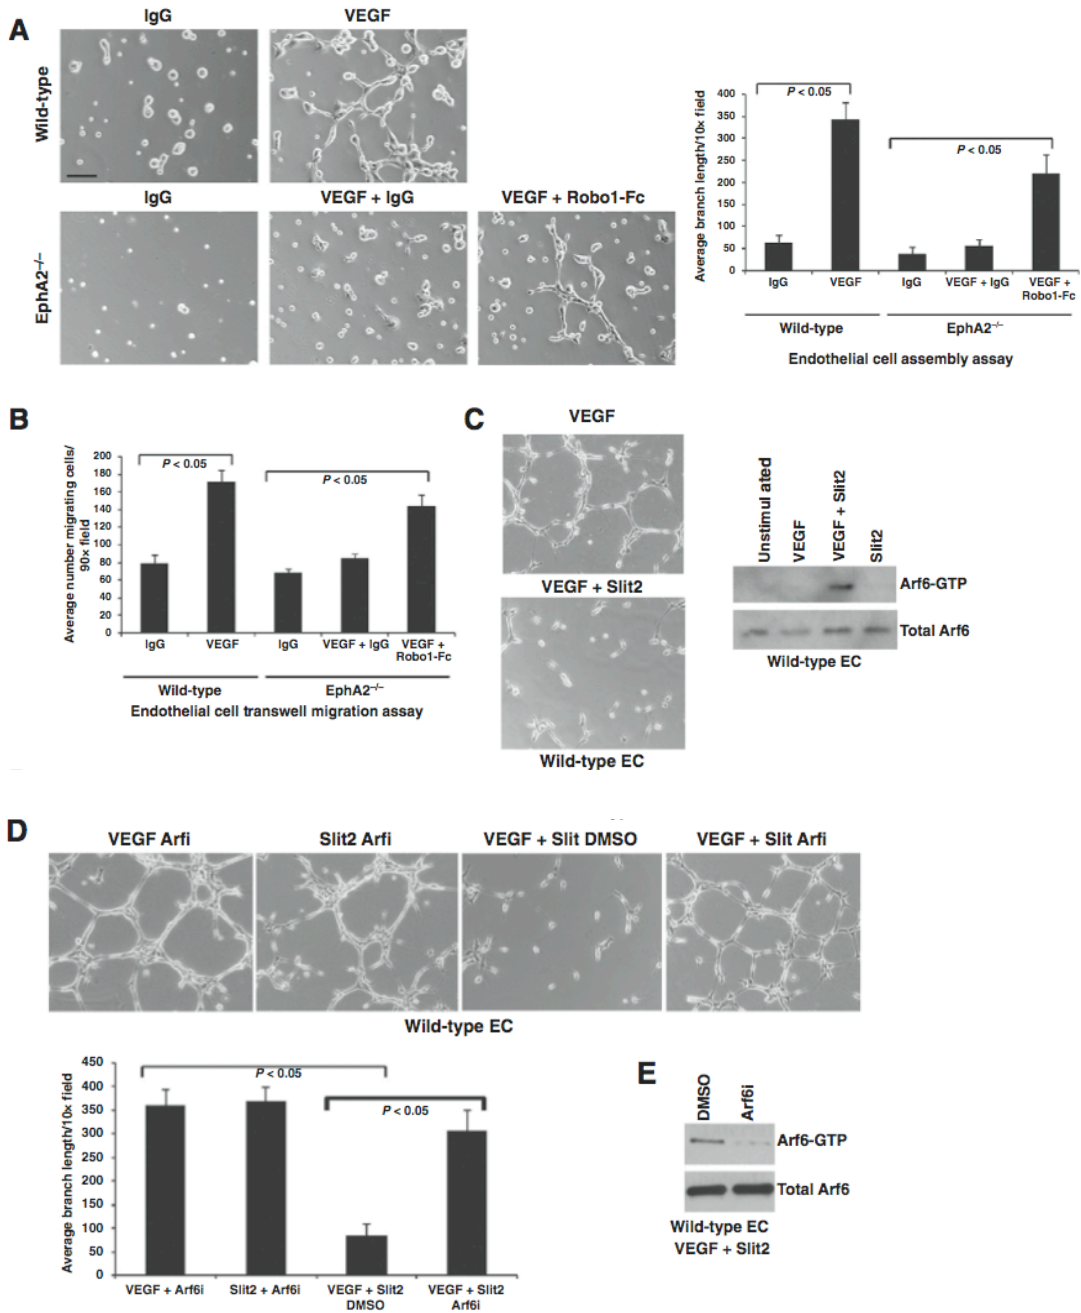 A
IgG
VEGF
Wild-type
IgG
VEGF + IgG
VEGF + Robo1-Fc
EphA2–/–
Average branch length/10x field
400
350
300
250
200
150
100
50
0
P < 0.05
P < 0.05
IgG
VEGF
IgG
VEGF + IgG
VEGF +
Robo1-Fc
Wild-type
EphA2–/–
Endothelial cell assembly assay
B
Average number migrating cells/
90x field
200
180
160
140
120
100
80
60
40
20
0
P < 0.05
P < 0.05
IgG
VEGF
IgG
VEGF + IgG
VEGF +
Robo1-Fc
Wild-type
EphA2–/–
Endothelial cell transwell migration assay
C
VEGF
VEGF + Slit2
Wild-type EC
Unstimul ated
VEGF
VEGF + Slit2
Slit2
Arf6-GTP
Total Arf6
Wild-type EC
D
VEGF Arfi
Slit2 Arfi
VEGF + Slit DMSO
VEGF + Slit Arfi
Wild-type EC
Average branch length/10x field
450
400
350
300
250
200
150
100
50
0
P < 0.05
P < 0.05
VEGF + Arf6i
Slit2 + Arf6i
VEGF + Slit2
DMSO
VEGF + Slit2
Arf6i
E
DMSO
Arf6i
Arf6-GTP
Total Arf6
Wild-type EC
VEGF + Slit2